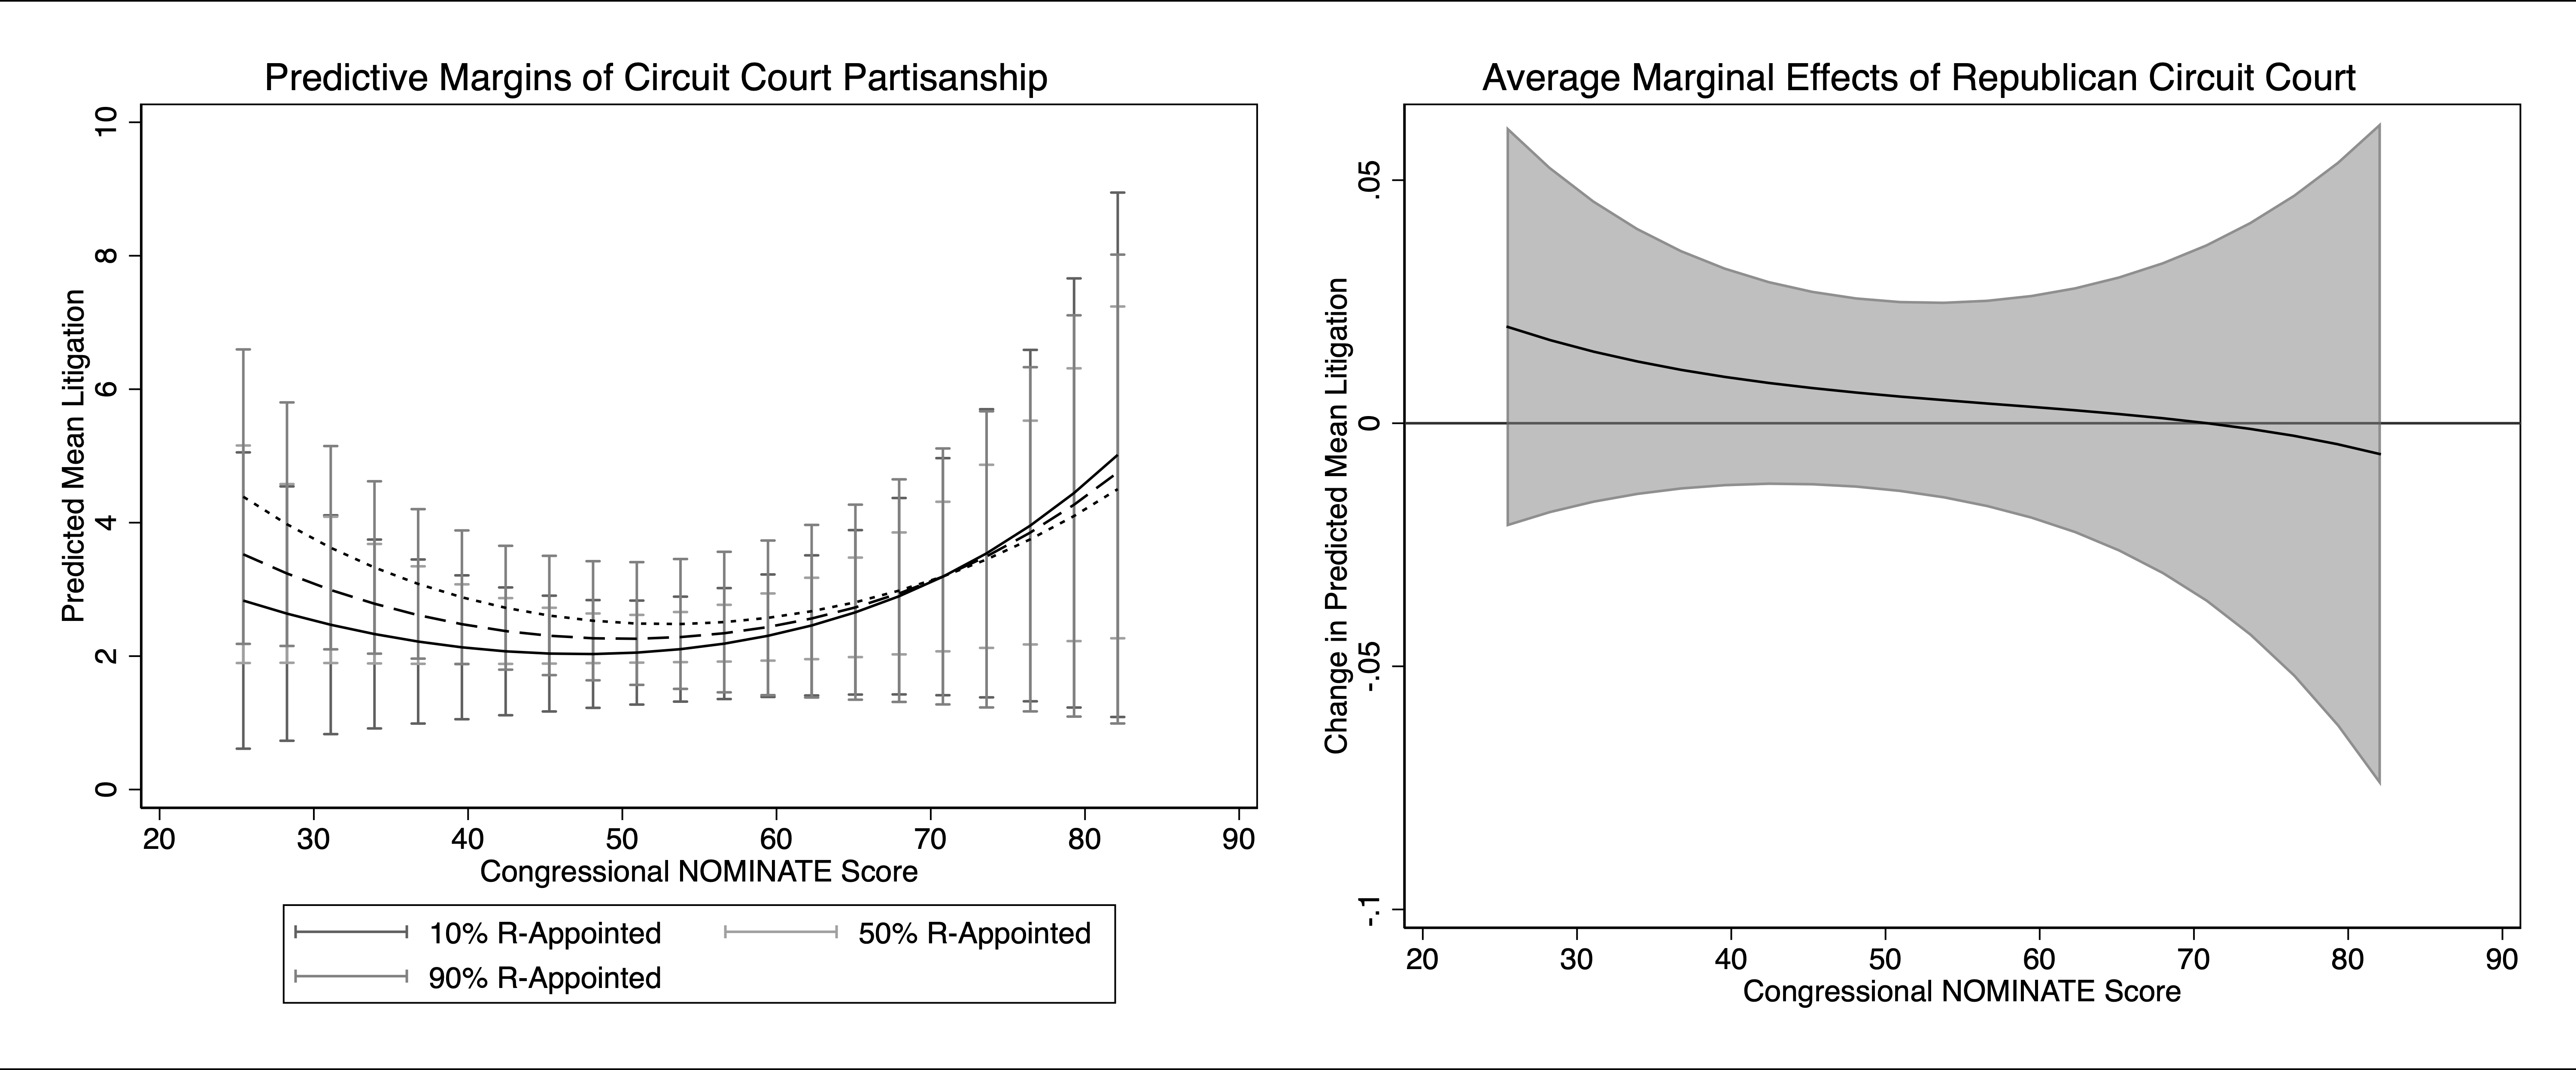 Predictive Margins of Circuit Court Partisanship
Predicted Mean Litigation
10
8
6
4
2
0
20 30 40 50 60 70 80 90
Congressional NOMINATE Score
10% R-Appointed 50% R-Appointed
90% R-Appointed
Average Marginal Effects of Republican Circuit Court
Change in Predicted Mean Litigation
.05
0
-.05
-.1
20 30 40 50 60 70 80 90
Congressional NOMINATE Score